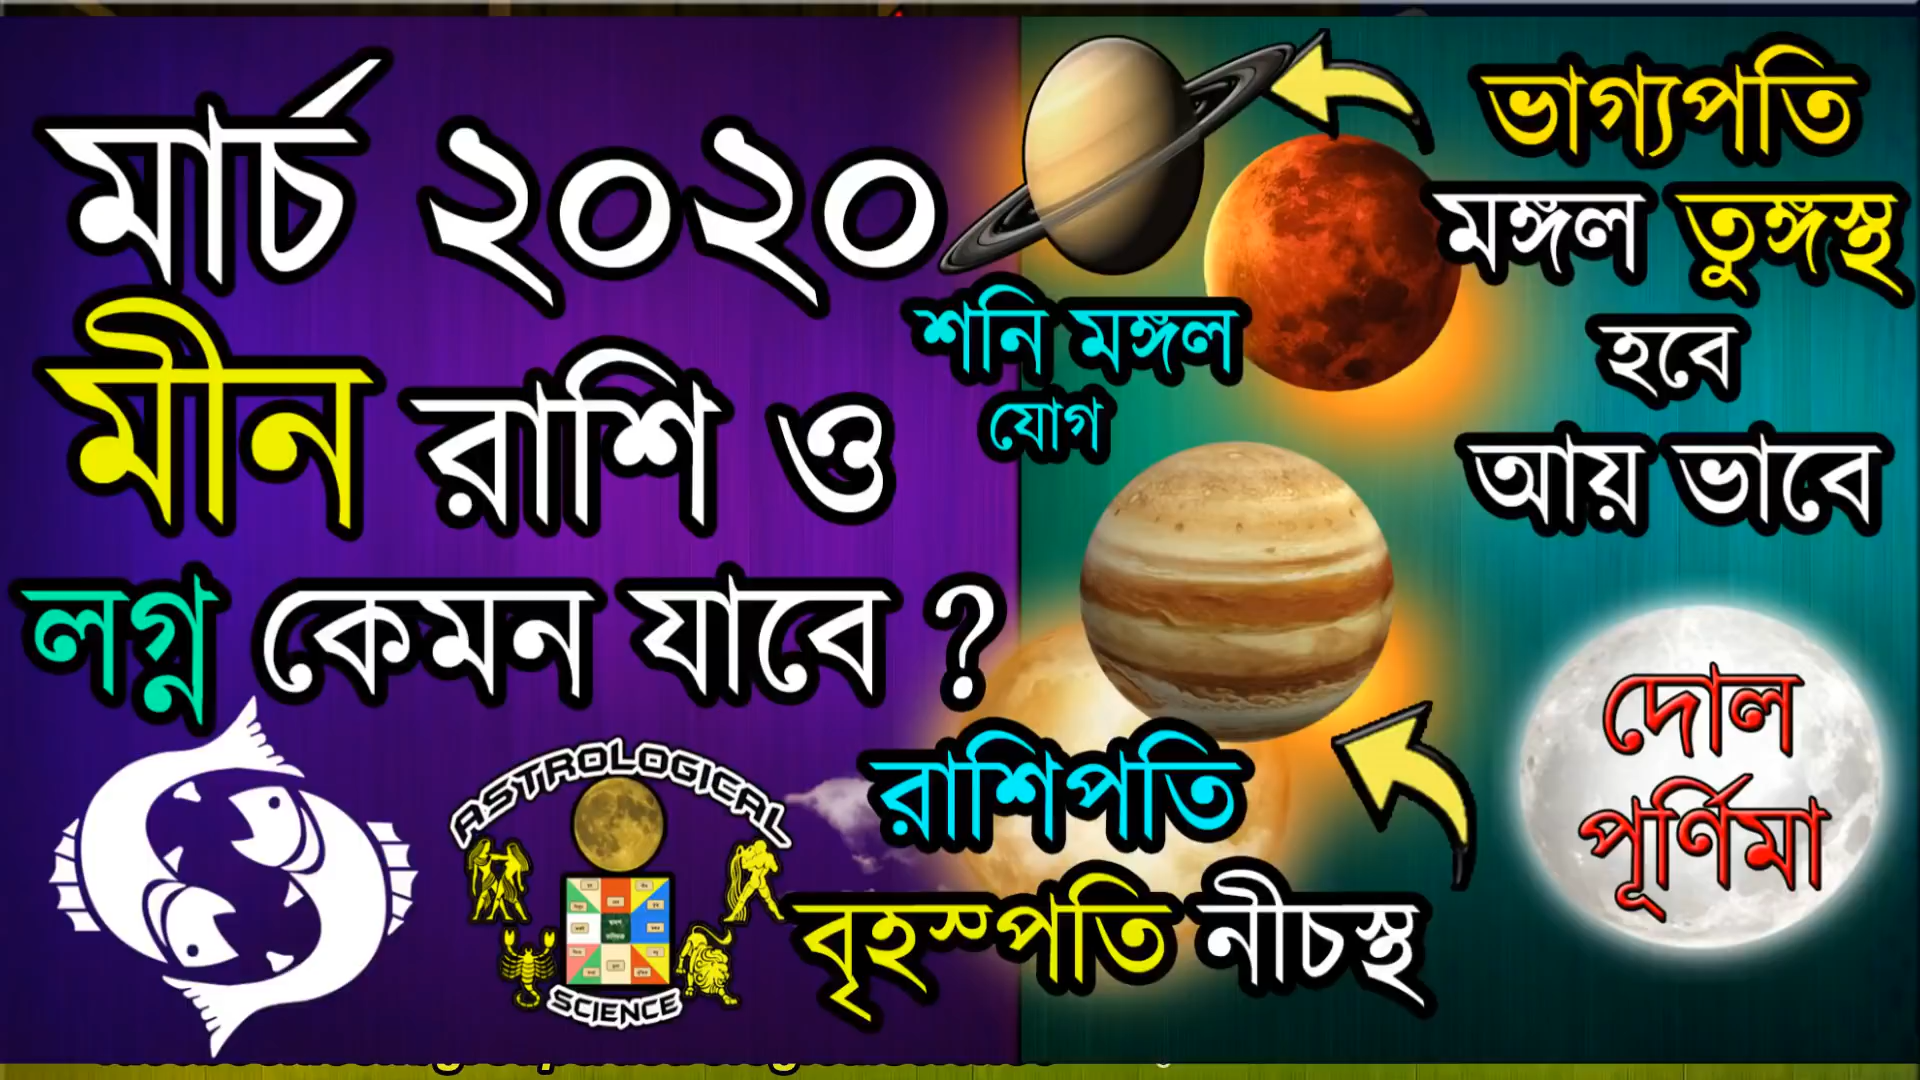 মার্চ ২০২০
মীন রাশি ও
লগ্ন কেমন যাবে ?
শনি মঙ্গল
যোগ
ভাগ্যপতি
মঙ্গল তুঙ্গস্থ
হবে
আয় ভাবে
রাশিপতি
বৃহস্পতি নীচস্থ
দোল
পূর্ণিমা
ASTROLOGICAL
SCIENCE